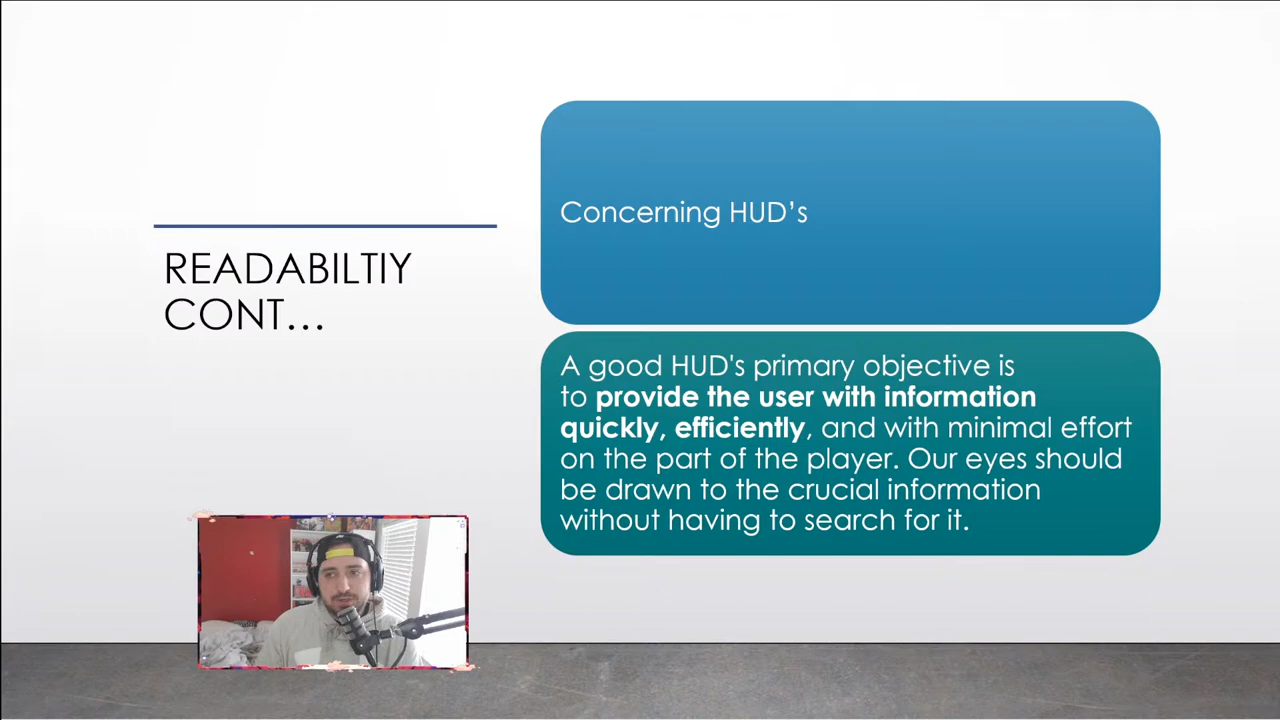 READABILTIY
CONT…
Concerning HUD’s
A good HUD's primary objective is
to provide the user with information
quickly, efficiently, and with minimal effort
on the part of the player. Our eyes should
be drawn to the crucial information
without having to search for it.